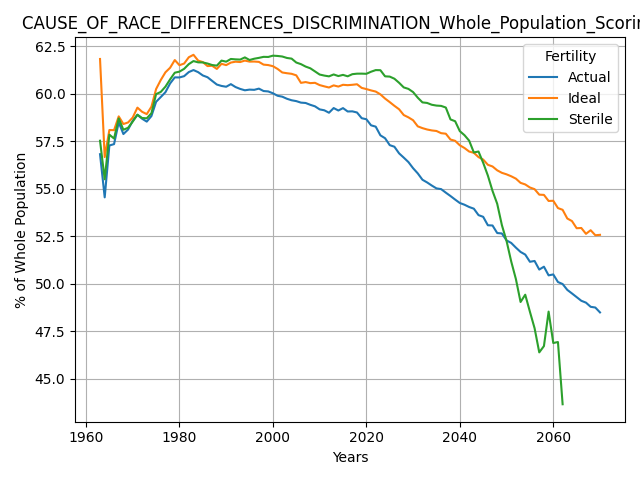 CAUSE_OF_RACE_DIFFERENCES_DISCRIMINATION_Whole_Population_Scorin
Fertility
Actual
Ideal
Sterile
% of Whole Population
62.5
60.0
57.5
55.0
52.5
50.0
47.5
45.0
1960
1980
2000
2020
2040
2060
Years